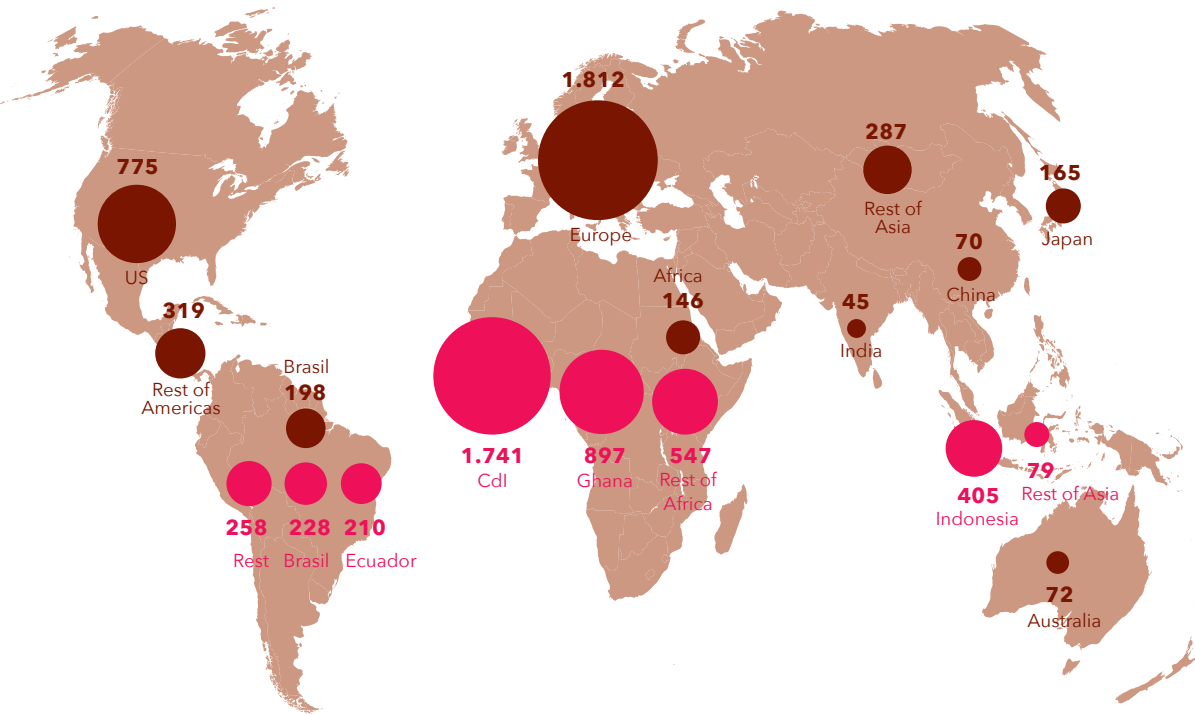 1.812
287
775
165
Rest of
Asia
Europe
Japan
70
US
Africa
China
146
45
319
India
Brasil
Rest of
Americas
198
1.741
CdI
897
Ghana
547
Rest of
Africa
79
Rest of Asia
405
Indonesia
258
228
210
Rest
Brasil
Ecuador
72
Australia